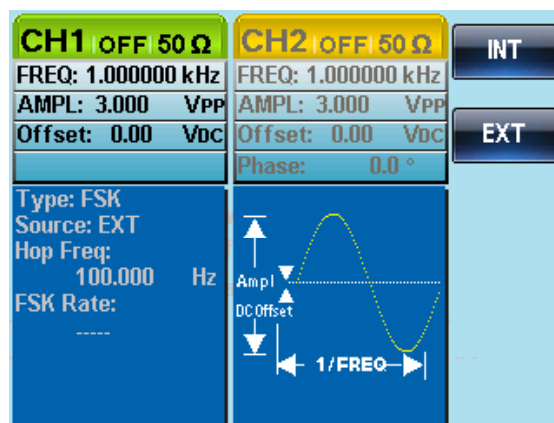 CH1 OFF 50 Ω
FREQ: 1.000000 kHz
AMPL: 3.000 VPP
Offset: 0.00 VDC
Type: FSK
Source: EXT
Hop Freq:
100.000 Hz
FSK Rate:
-----
CH2 OFF 50 Ω
FREQ: 1.000000 kHz
AMPL: 3.000 VPP
Offset: 0.00 VDC
Phase: 0.0 °
Ampl
DC Offset
1/FREQ
INT
EXT